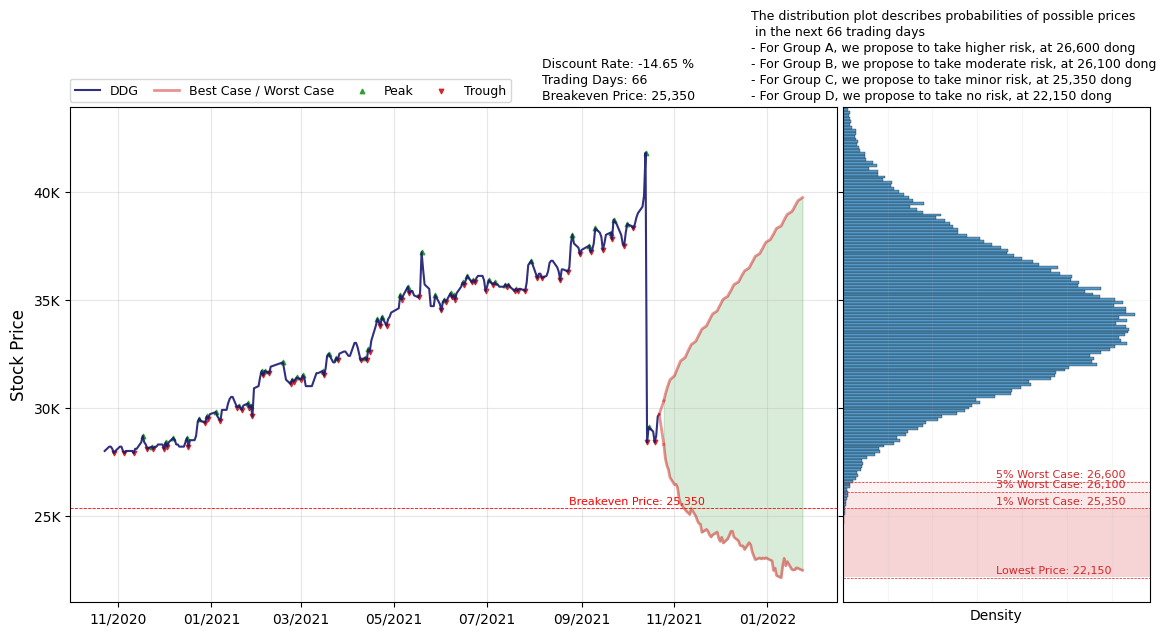 The distribution plot describes probabilities of possible prices
in the next 66 trading days
- For Group A, we propose to take higher risk, at 26,600 dong
- For Group B, we propose to take moderate risk, at 26,100 dong
- For Group C, we propose to take minor risk, at 25,350 dong
- For Group D, we propose to take no risk, at 22,150 dong
Discount Rate: -14.65 %
Trading Days: 66
Breakeven Price: 25,350
DDG
Best Case / Worst Case
Peak
Trough
Stock Price
40K
35K
30K
25K
Breakeven Price: 25,350
11/2020
01/2021
03/2021
05/2021
07/2021
09/2021
11/2021
01/2022
5% Worst Case: 26,600
3% Worst Case: 26,100
1% Worst Case: 25,350
Lowest Price: 22,150
Density